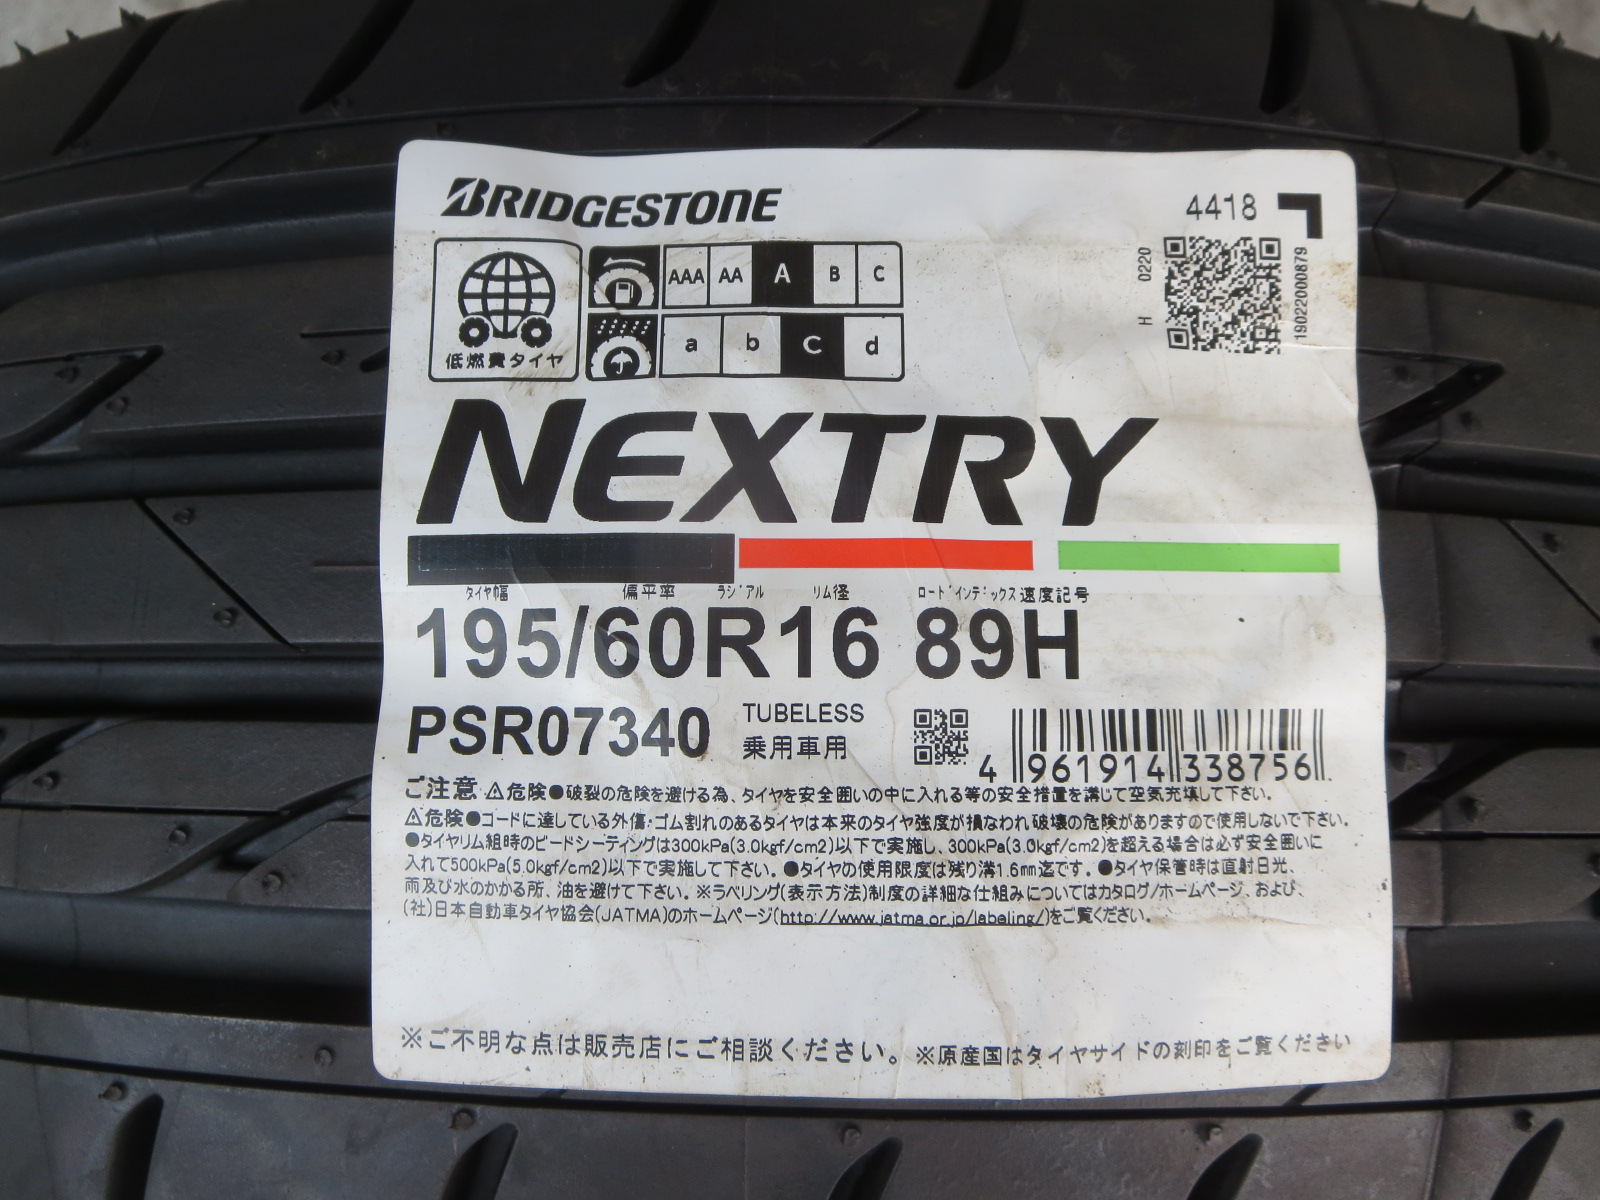 BRIDGESTONE
4418
H 0220
19022000879
AAA AA A B C
a b C d
低燃費タイヤ
NEXTRY
タイヤ幅 偏平率 ラジアル リム径 ロードインデックス 速度記号
195/60R16 89H
PSR07340
TUBELESS
乗用車用
4 961914 338756
ご注意 ⚠危険●破裂の危険を避ける為、タイヤを安全囲いの中に入れる等の安全措置を講じて空気充填して下さい。
⚠危険●コードに達している外傷・ゴム割れのあるタイヤは本来のタイヤ強度が損なわれ破壊の危険がありますので使用しないで下さい。
●タイヤリム組時のビードシーティングは300kPa(3.0kgf/cm2)以下で実施し、300kPa(3.0kgf/cm2)を超える場合は必ず安全囲いに
入れて500kPa(5.0kgf/cm2)以下で実施して下さい。●タイヤの使用限度は残り溝1.6mm迄です。●タイヤ保管時は直射日光、
雨及び水のかかる所、油を避けて下さい。※ラベリング(表示方法)制度の詳細な仕組みについてはカタログ/ホームページ、および、
(社)日本自動車タイヤ協会(JATMA)のホームページ(http://www.jatma.or.jp/labeling/)をご覧ください。
※ご不明な点は販売店にご相談ください。 ※原産国はタイヤサイドの刻印をご覧ください